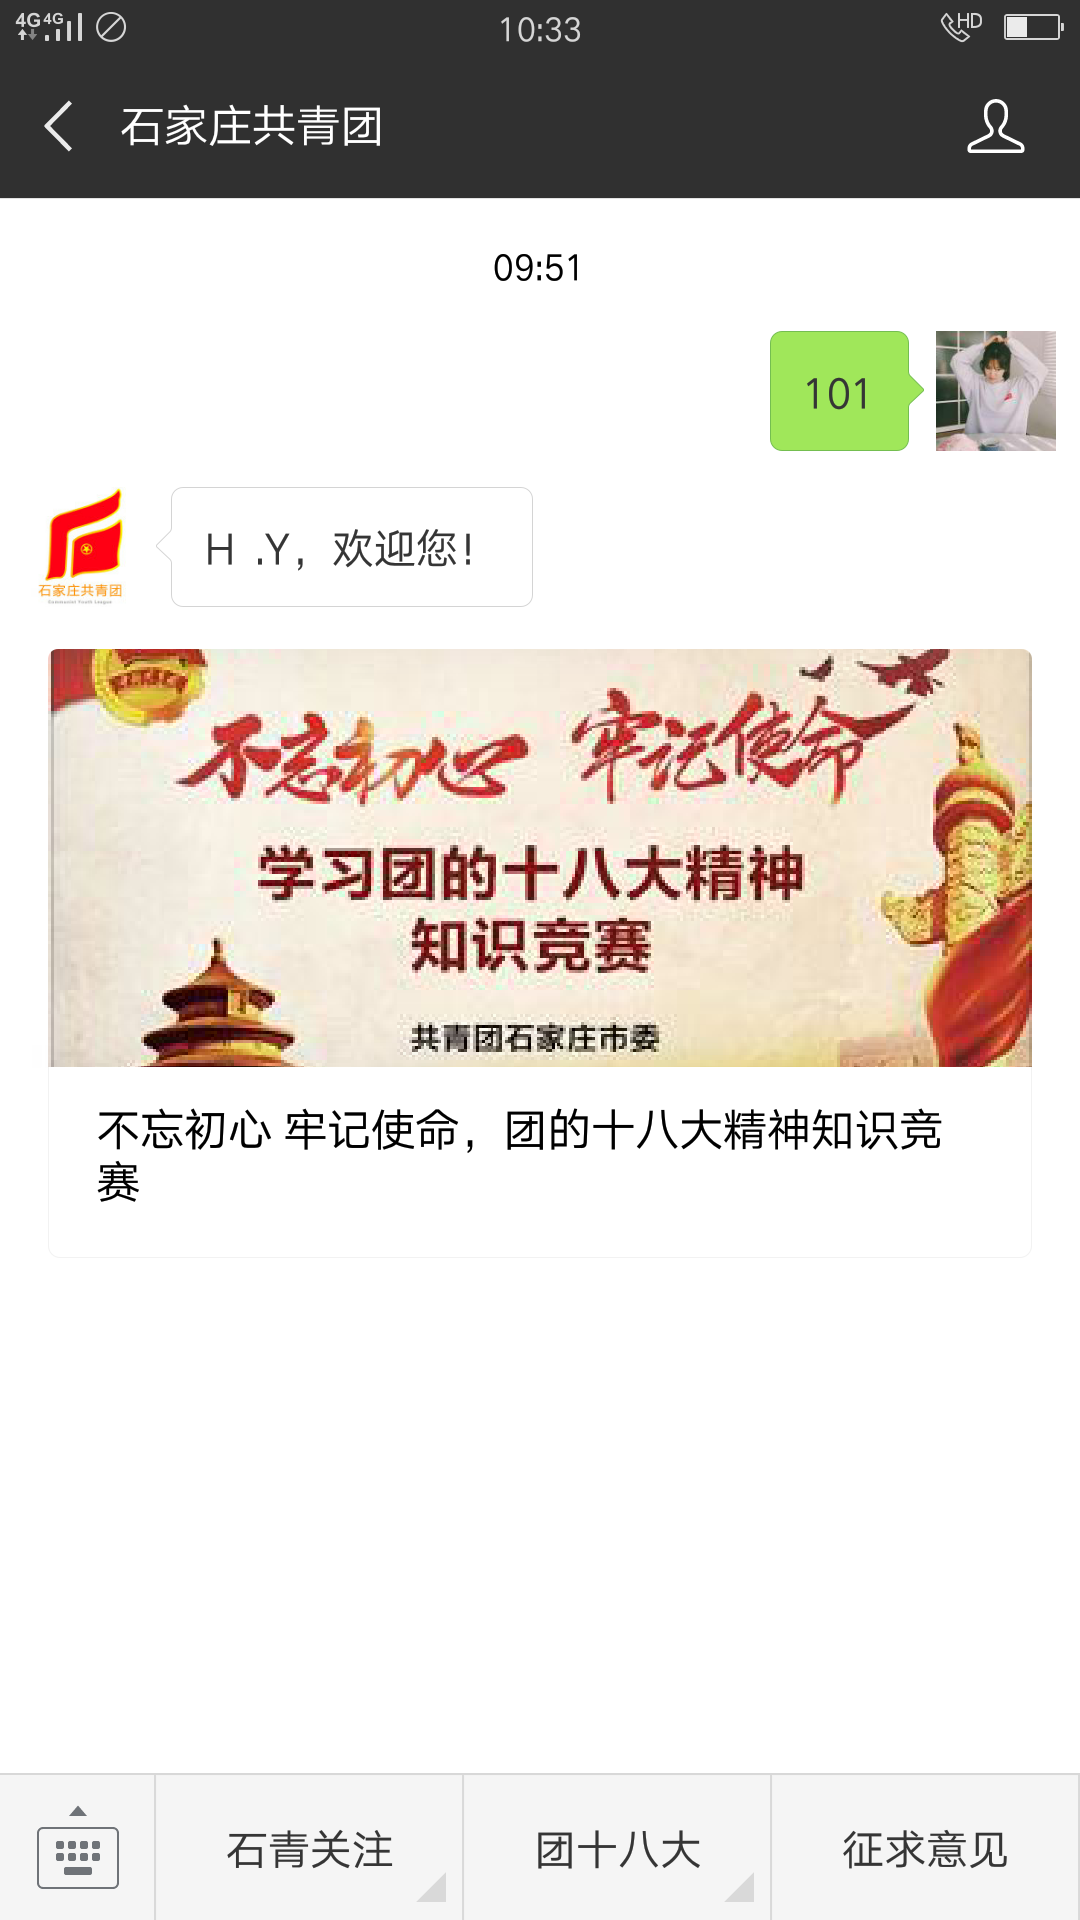 4G 4G 10:33 HD
石家庄共青团
09:51
101
H .Y，欢迎您！
石家庄共青团
Communist Youth League
不忘初心 牢记使命
学习团的十八大精神
知识竞赛
共青团石家庄市委
不忘初心 牢记使命，团的十八大精神知识竞
赛
石青关注 团十八大 征求意见